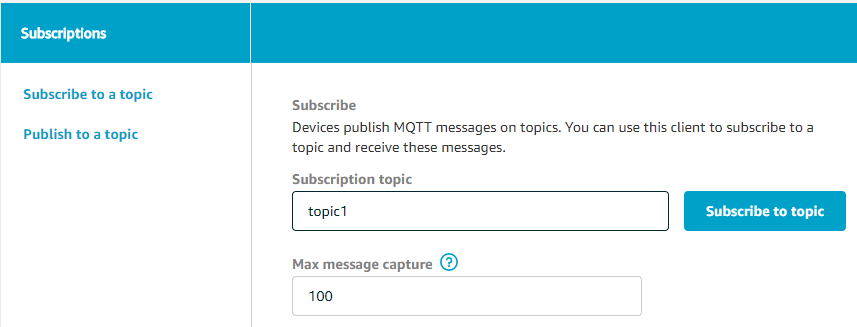 Subscriptions
Subscribe to a topic
Publish to a topic
Subscribe
Devices publish MQTT messages on topics. You can use this client to subscribe to a
topic and receive these messages.
Subscription topic
topic1
Subscribe to topic
Max message capture ?
100